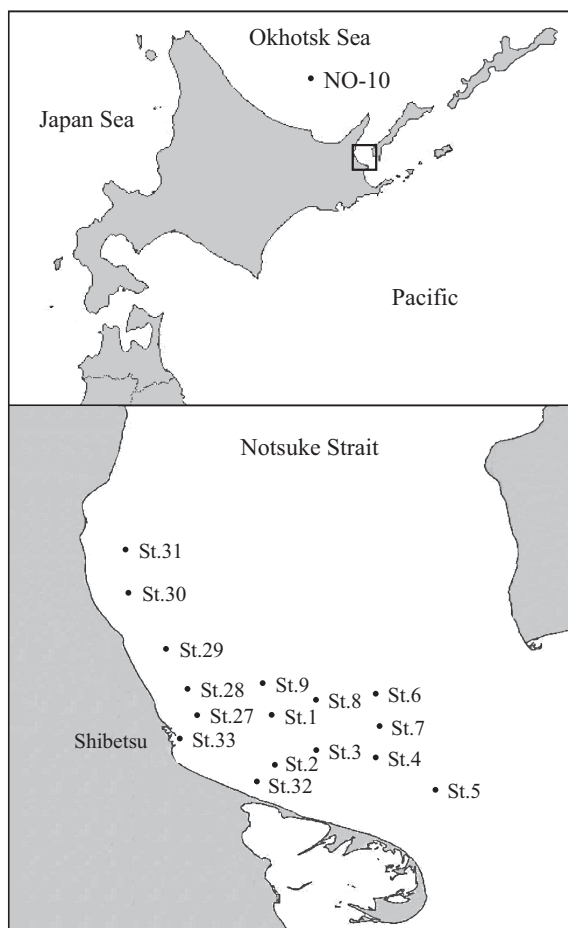 Okhotsk Sea
NO-10
Japan Sea
Pacific
Notsuke Strait
St.31
St.30
St.29
St.9
St.28
St.6
St.8
St.27
St.1
St.7
Shibetsu
St.33
St.3
St.4
St.2
St.32
St.5